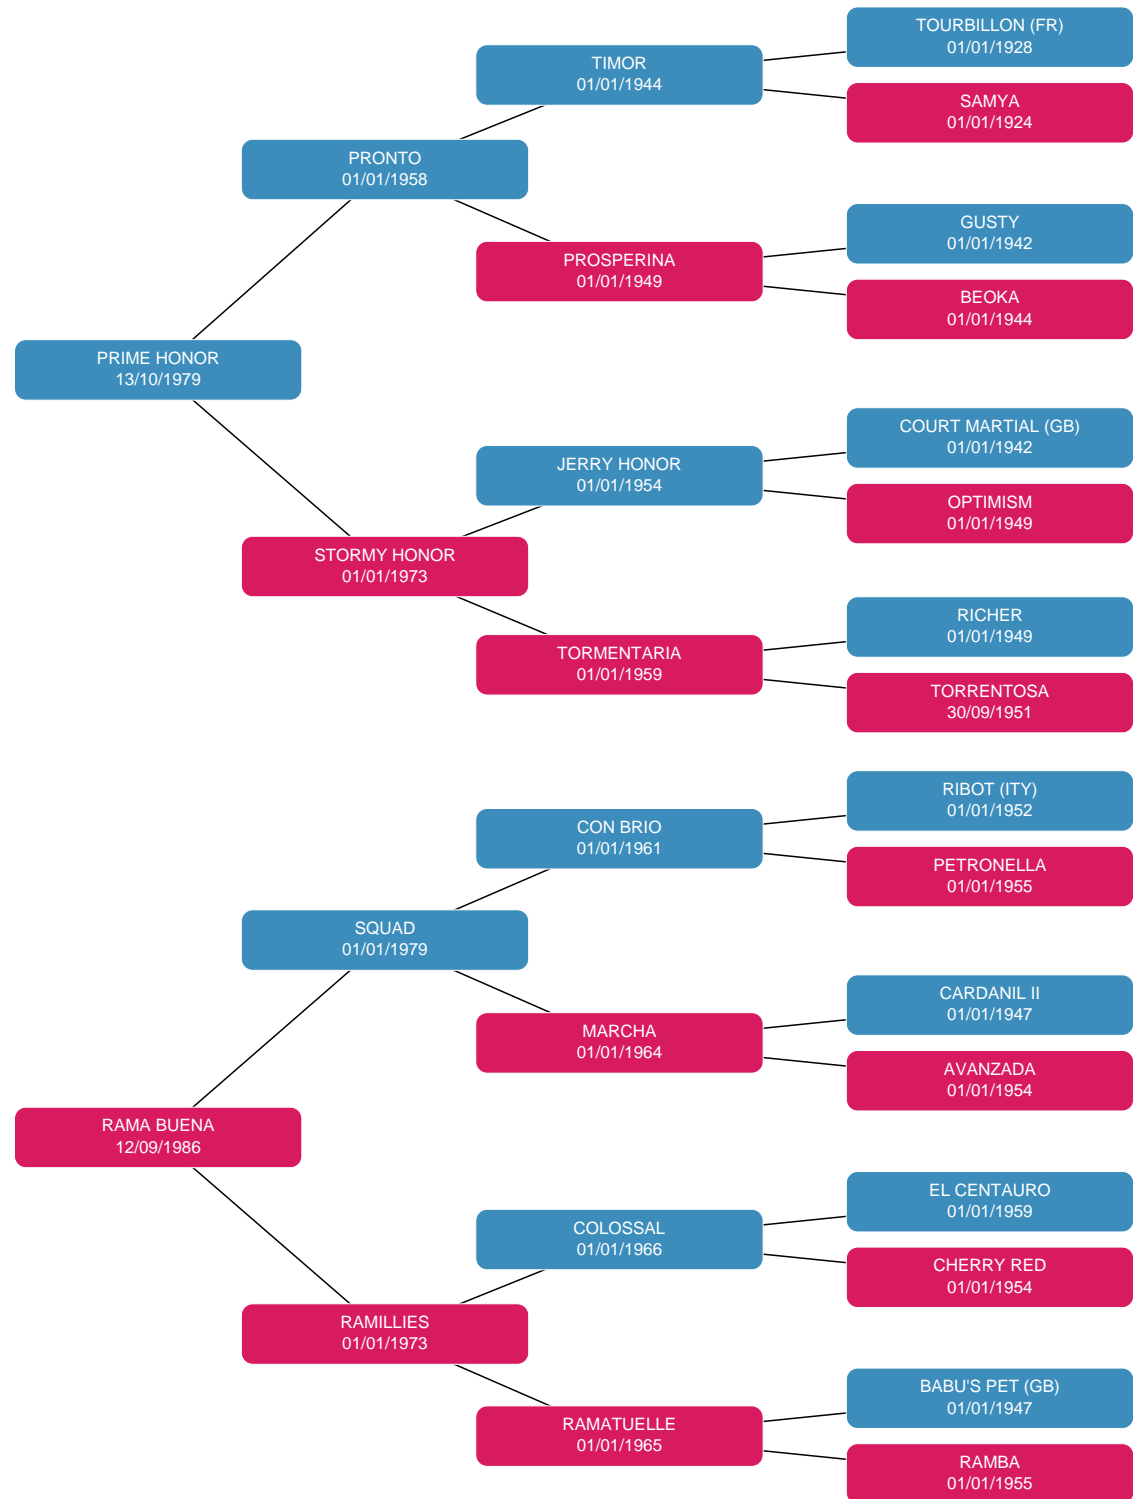 TOURBILLON (FR)
01/01/1928
TIMOR
01/01/1944
SAMYA
01/01/1924
PRONTO
01/01/1958
GUSTY
01/01/1942
PROSPERINA
01/01/1949
BEOKA
01/01/1944
PRIME HONOR
13/10/1979
COURT MARTIAL (GB)
01/01/1942
JERRY HONOR
01/01/1954
OPTIMISM
01/01/1949
STORMY HONOR
01/01/1973
RICHER
01/01/1949
TORMENTARIA
01/01/1959
TORRENTOSA
30/09/1951
RIBOT (ITY)
01/01/1952
CON BRIO
01/01/1961
PETRONELLA
01/01/1955
SQUAD
01/01/1979
CARDANIL II
01/01/1947
MARCHA
01/01/1964
AVANZADA
01/01/1954
RAMA BUENA
12/09/1986
EL CENTAURO
01/01/1959
COLOSSAL
01/01/1966
CHERRY RED
01/01/1954
RAMILLIES
01/01/1973
BABU'S PET (GB)
01/01/1947
RAMATUELLE
01/01/1965
RAMBA
01/01/1955